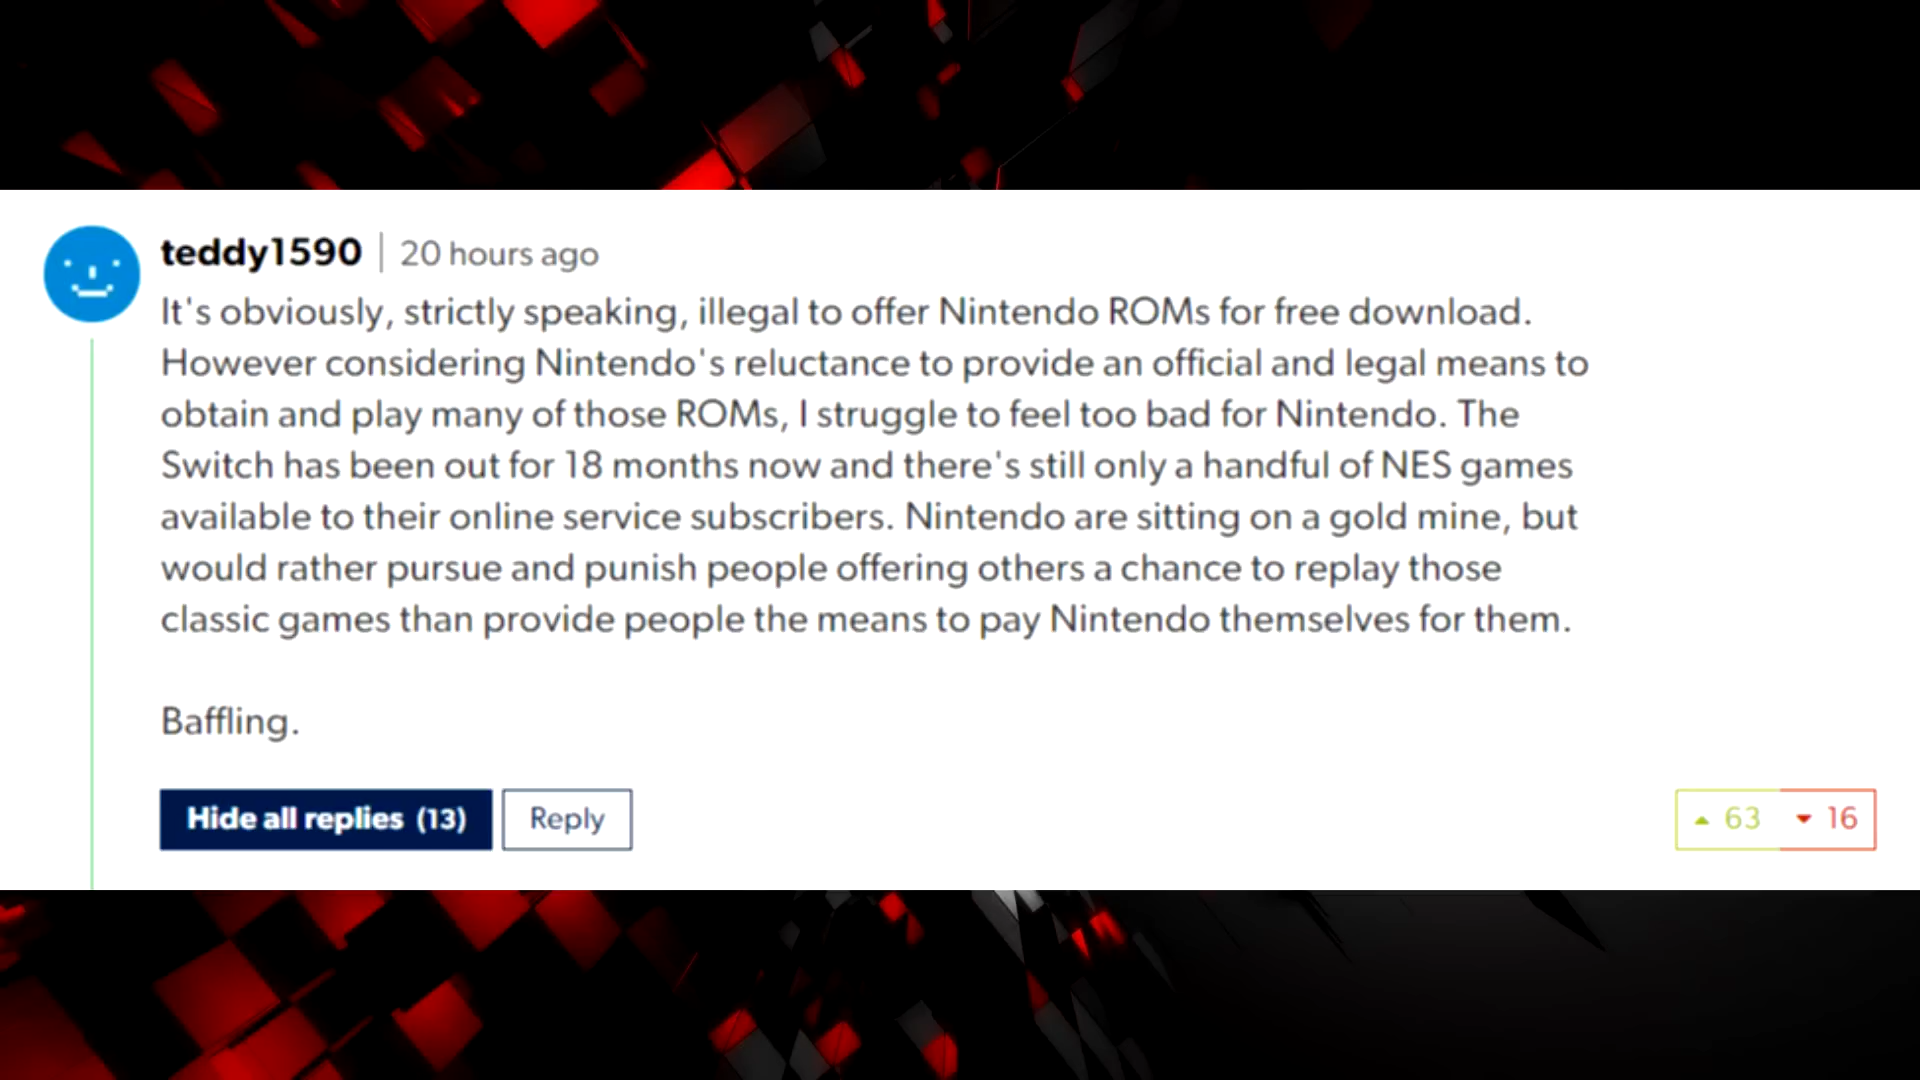 teddy1590 | 20 hours ago
It's obviously, strictly speaking, illegal to offer Nintendo ROMs for free download.
However considering Nintendo's reluctance to provide an official and legal means to
obtain and play many of those ROMs, I struggle to feel too bad for Nintendo. The
Switch has been out for 18 months now and there's still only a handful of NES games
available to their online service subscribers. Nintendo are sitting on a gold mine, but
would rather pursue and punish people offering others a chance to replay those
classic games than provide people the means to pay Nintendo themselves for them.
Baffling.
Hide all replies (13) Reply 63 16